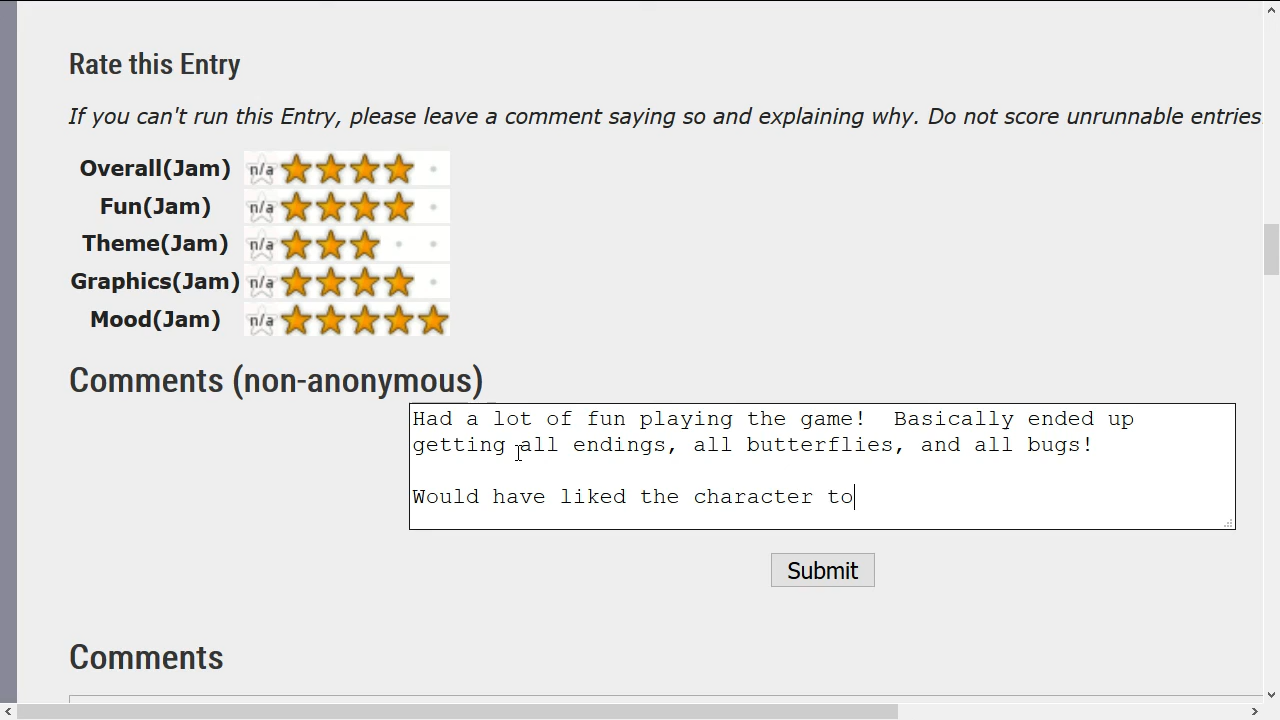 Rate this Entry
If you can't run this Entry, please leave a comment saying so and explaining why. Do not score unrunnable entries
Overall(Jam) n/a
Fun(Jam) n/a
Theme(Jam) n/a
Graphics(Jam) n/a
Mood(Jam) n/a
Comments (non-anonymous)
Had a lot of fun playing the game!  Basically ended up
getting all endings, all butterflies, and all bugs!
Would have liked the character to
Submit
Comments